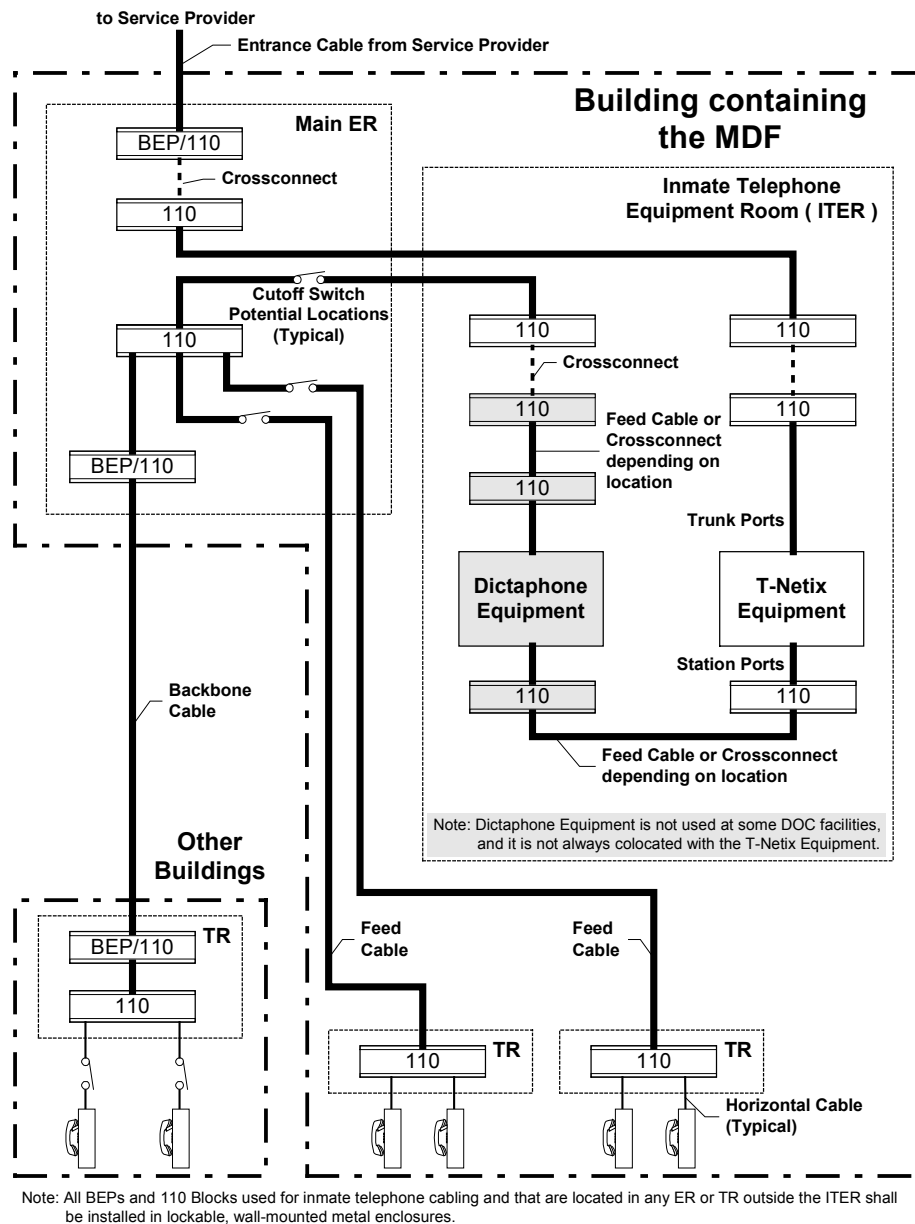 to Service Provider
Entrance Cable from Service Provider
Building containing
the MDF
Main ER
BEP/110
Crossconnect
110
Inmate Telephone
Equipment Room ( ITER )
Cutoff Switch
Potential Locations
(Typical)
110
BEP/110
110
110
Crossconnect
110
110
Feed Cable or
Crossconnect
depending on
location
110
Trunk Ports
Dictaphone
Equipment
T-Netix
Equipment
Station Ports
110
110
Feed Cable or Crossconnect
depending on location
Note: Dictaphone Equipment is not used at some DOC facilities,
and it is not always colocated with the T-Netix Equipment.
Backbone
Cable
Other
Buildings
TR
BEP/110
110
Feed
Cable
Feed
Cable
TR
110
TR
110
Horizontal Cable
(Typical)
Note: All BEPs and 110 Blocks used for inmate telephone cabling and that are located in any ER or TR outside the ITER shall
be installed in lockable, wall-mounted metal enclosures.